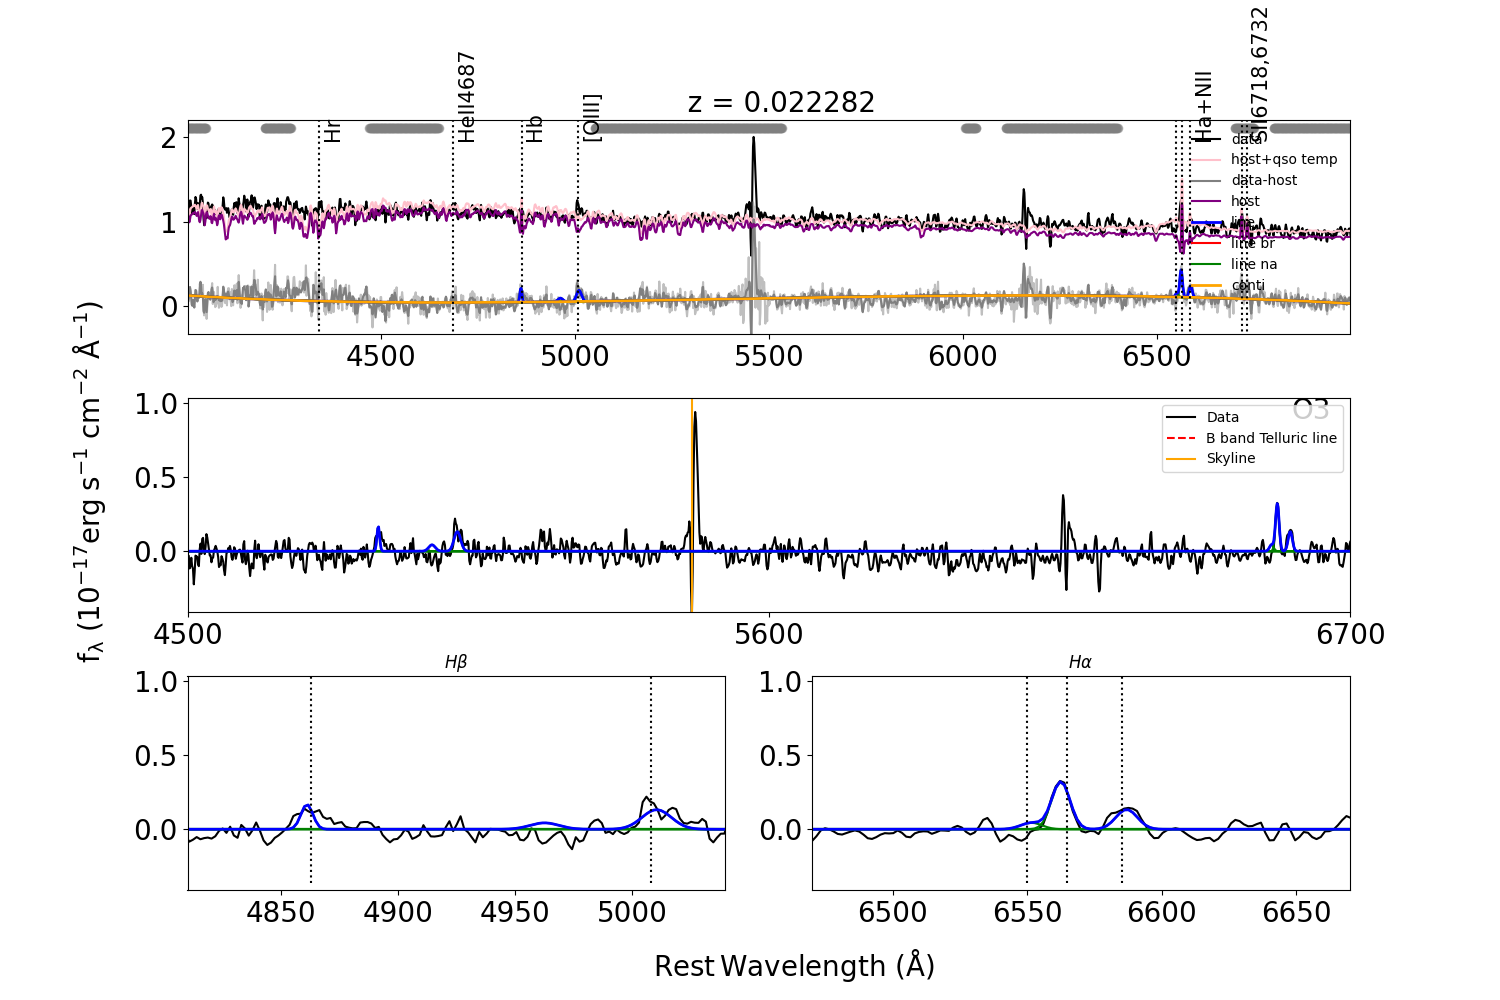 z = 0.022282
Hr
HeII4687
Hb
[OIII]
Ha+NII
SII6718,6732
data
host+qso temp
data-host
host
line
line br
line na
conti
2
1
0
4500
5000
5500
6000
6500
O3
Data
B band Telluric line
Skyline
1.0
0.5
0.0
4500
5600
6700
fλ (10⁻¹⁷erg s⁻¹ cm⁻² Å⁻¹)
Hβ
1.0
0.5
0.0
4850
4900
4950
5000
Hα
1.0
0.5
0.0
6500
6550
6600
6650
Rest Wavelength (Å)